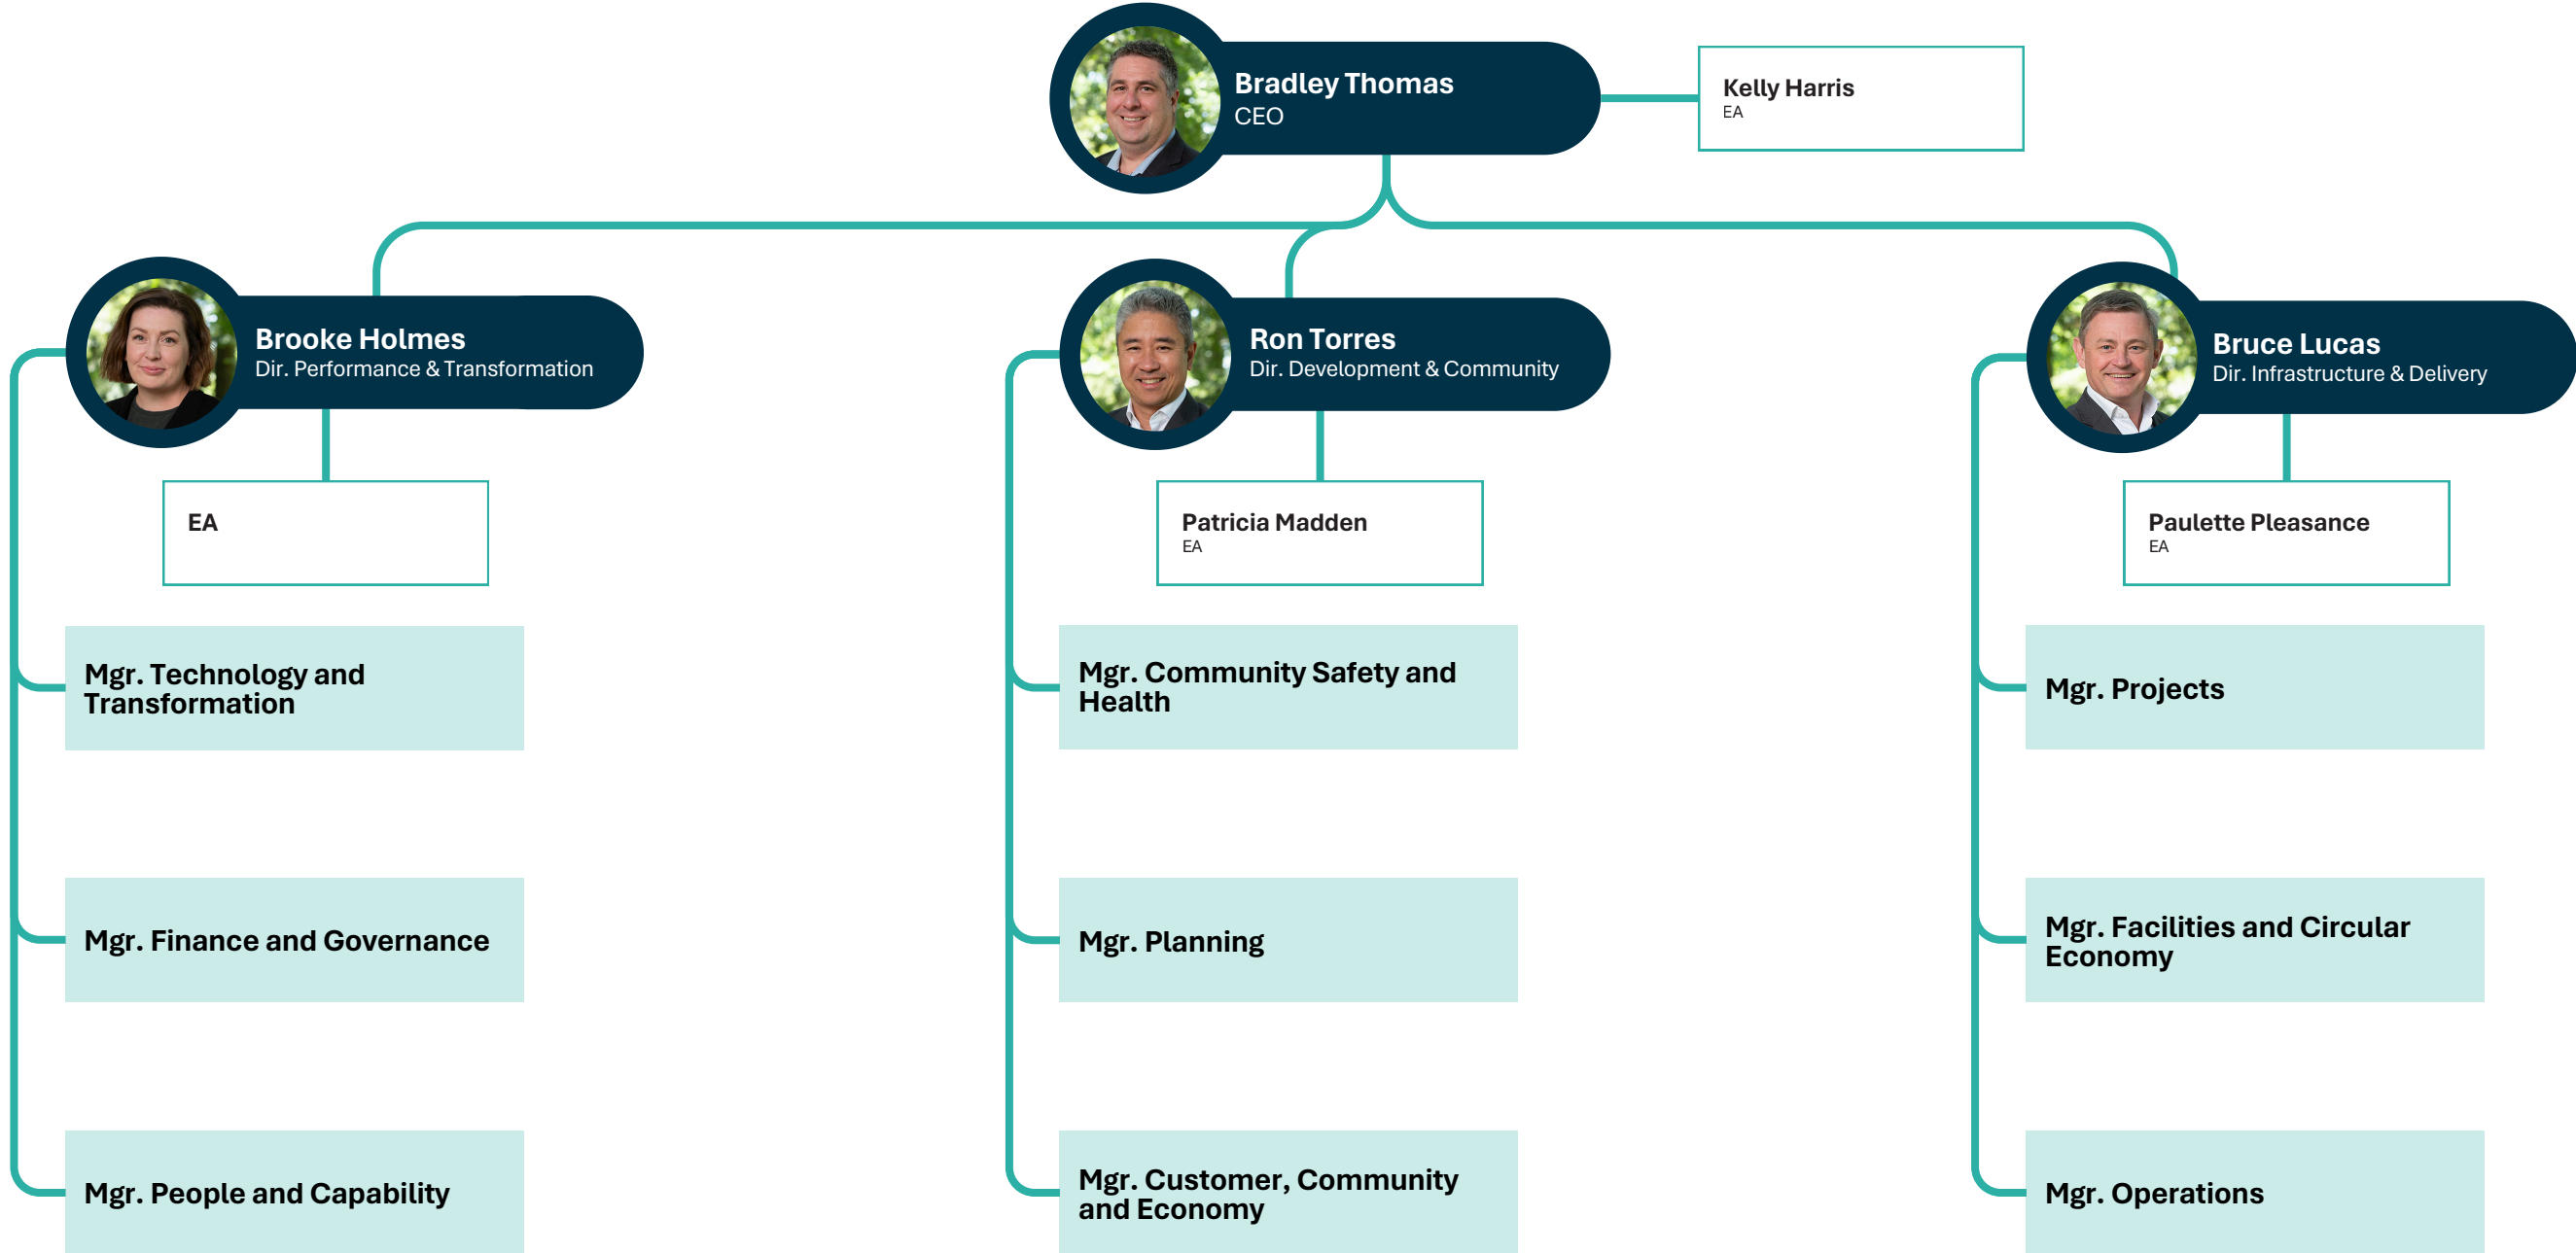 Bradley Thomas
CEO
Kelly Harris
EA
Brooke Holmes
Dir. Performance & Transformation
Ron Torres
Dir. Development & Community
Bruce Lucas
Dir. Infrastructure & Delivery
EA
Patricia Madden
EA
Paulette Pleasance
EA
Mgr. Technology and
Transformation
Mgr. Community Safety and
Health
Mgr. Projects
Mgr. Finance and Governance
Mgr. Planning
Mgr. Facilities and Circular
Economy
Mgr. People and Capability
Mgr. Customer, Community
and Economy
Mgr. Operations